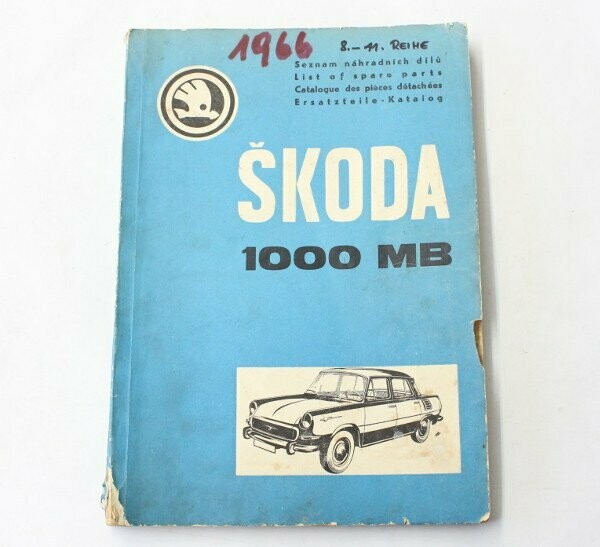 1966
8.-11. REIHE
Seznam náhradních dílů
List of spare parts
Catalogue des pièces détachées
Ersatzteile-Katalog
ŠKODA
1000 MB